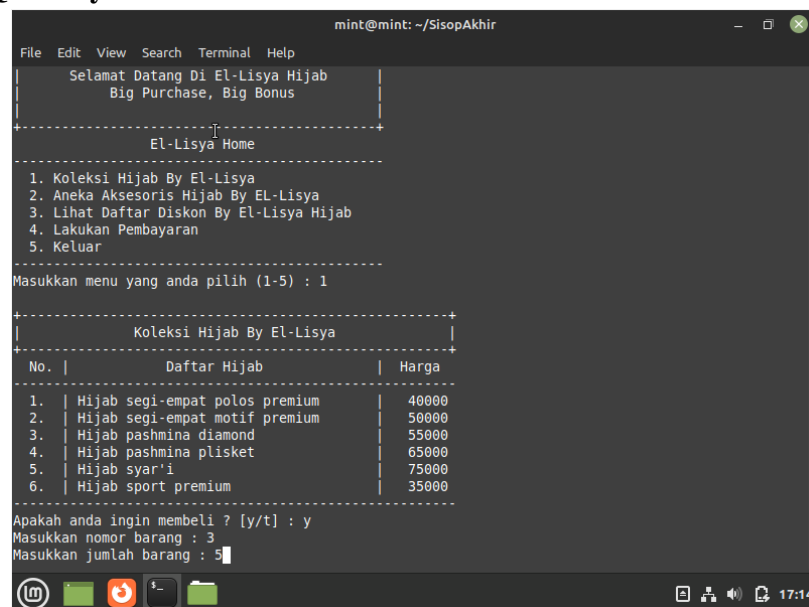 mint@mint: ~/SisopAkhir
File Edit View Search Terminal Help
| Selamat Datang Di El-Lisya Hijab |
| Big Purchase, Big Bonus |
| |
+--------------------------------------------+
El-Lisya Home
----------------------------------------------
1. Koleksi Hijab By El-Lisya
2. Aneka Aksesoris Hijab By EL-Lisya
3. Lihat Daftar Diskon By El-Lisya Hijab
4. Lakukan Pembayaran
5. Keluar
----------------------------------------------
Masukkan menu yang anda pilih (1-5) : 1
+-----------------------------------------------------+
| Koleksi Hijab By El-Lisya |
+-----------------------------------------------------+
No. | Daftar Hijab | Harga
-------------------------------------------------------
1. | Hijab segi-empat polos premium | 40000
2. | Hijab segi-empat motif premium | 50000
3. | Hijab pashmina diamond | 55000
4. | Hijab pashmina plisket | 65000
5. | Hijab syar'i | 75000
6. | Hijab sport premium | 35000
-------------------------------------------------------
Apakah anda ingin membeli ? [y/t] : y
Masukkan nomor barang : 3
Masukkan jumlah barang : 5